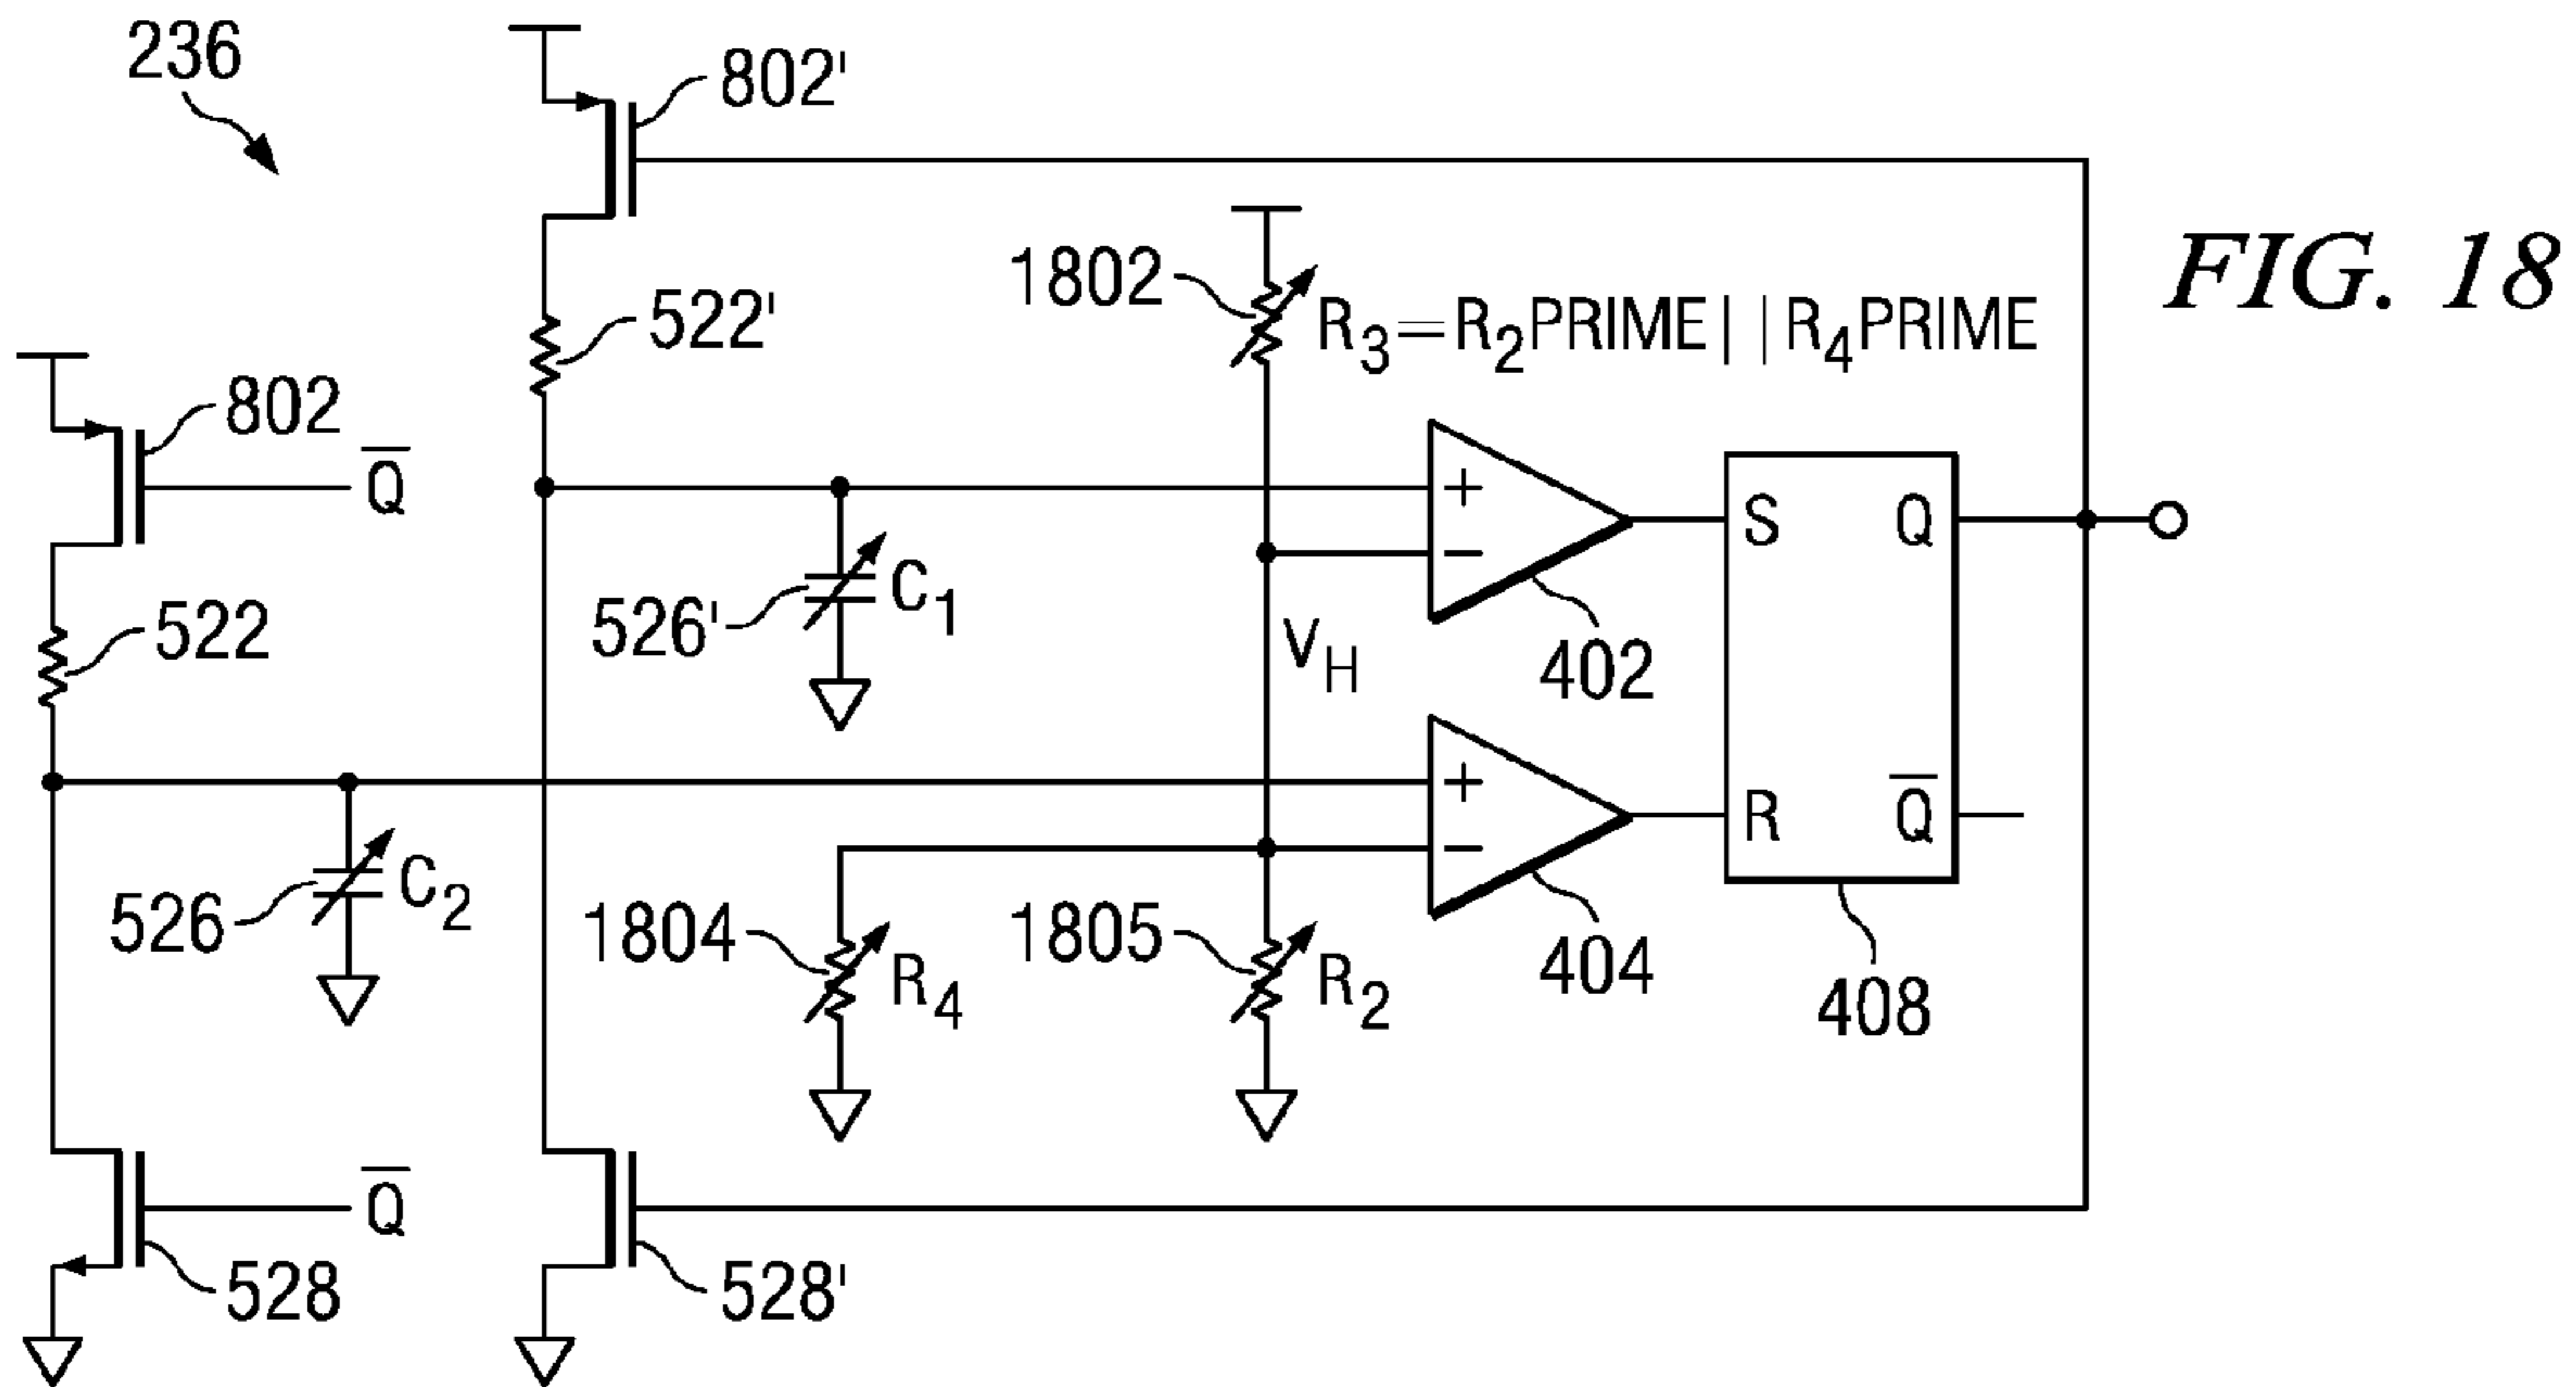 236
802'
1802
R3=R2PRIME||R4PRIME
FIG. 18
522'
802
Q̅
522
526'
C1
VH
+
−
402
S
Q
+
−
404
R
Q̅
408
526
C2
1804
R4
1805
R2
Q̅
528
528'